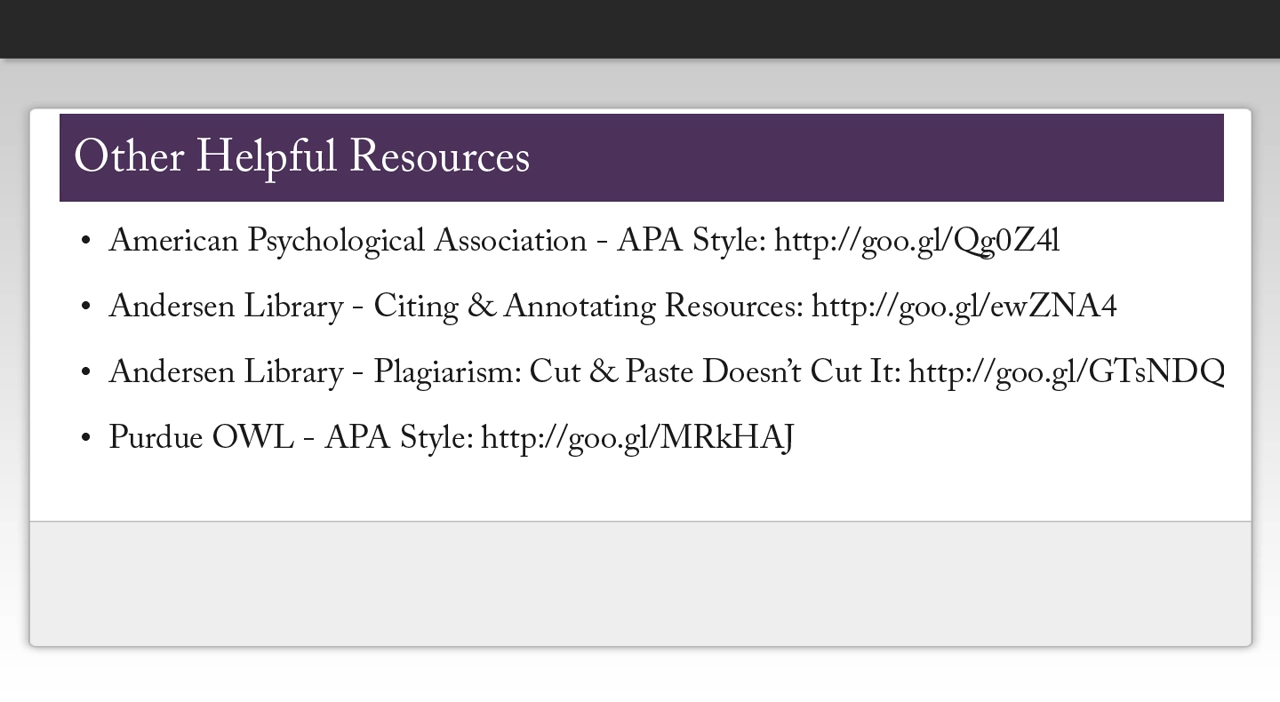 Other Helpful Resources
• American Psychological Association - APA Style: http://goo.gl/Qg0Z4l
• Andersen Library - Citing & Annotating Resources: http://goo.gl/ewZNA4
• Andersen Library - Plagiarism: Cut & Paste Doesn’t Cut It: http://goo.gl/GTsNDQ
• Purdue OWL - APA Style: http://goo.gl/MRkHAJ